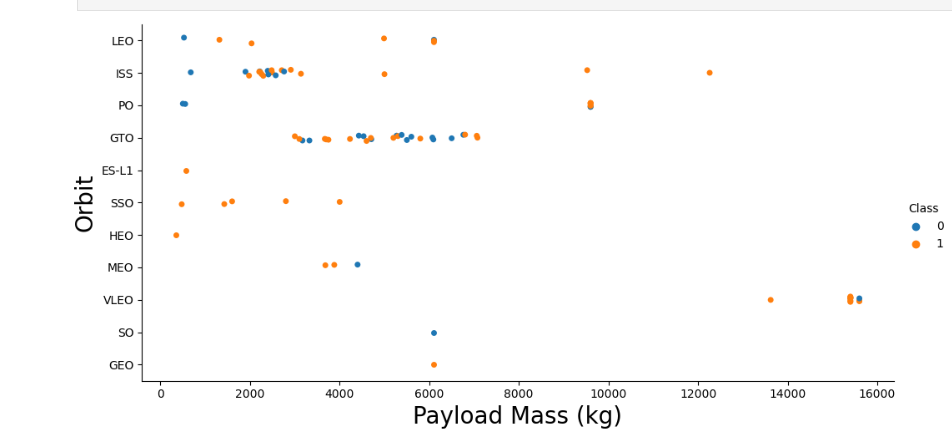 LEO
ISS
PO
GTO
ES-L1
SSO
HEO
MEO
VLEO
SO
GEO
Orbit
0 2000 4000 6000 8000 10000 12000 14000 16000
Payload Mass (kg)
Class
0
1